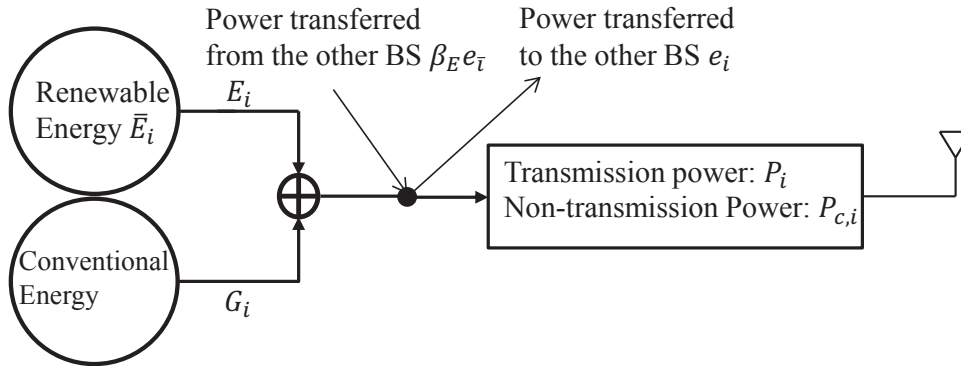 Power transferred
from the other BS β_E e_ī
Power transferred
to the other BS e_i
Renewable
Energy Ē_i
E_i
Transmission power: P_i
Non-transmission Power: P_{c,i}
Conventional
Energy
G_i